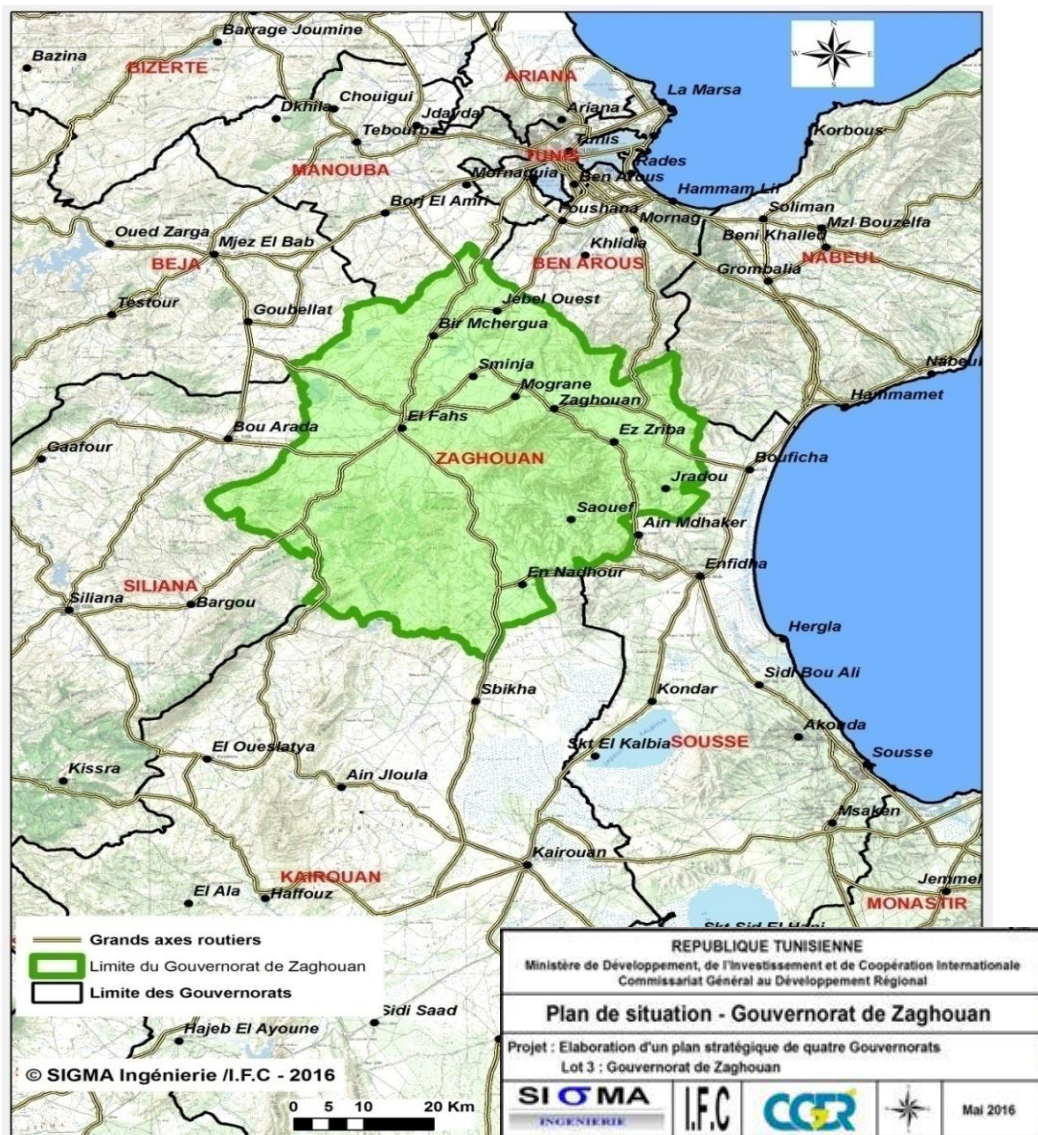 Barrage Joumine
Bazina
BIZERTE
ARIANA
N
W E
S
La Marsa
Chouigui
Dkhila
Jdayda
Ariana
Tebourba
Korbous
Tunis
TUNIS
MANOUBA
Rades
Mornaguia
Ben Arous
Hammam Lif
Borj El Amri
Foushana
Mornag
Soliman
Mzl Bouzelfa
Oued Zarga
Mjez El Bab
Khlidia
Beni Khalled
BEJA
BEN AROUS
NABEUL
Grombalia
Testour
Goubellat
Jebel Ouest
Bir Mchergua
Nabeul
Sminja
Mograne
Zaghouan
Hammamet
El Fahs
Bou Arada
Ez Zriba
Gaafour
ZAGHOUAN
Bouficha
Jradou
Saouef
Ain Mdhaker
En Nadhour
Enfidha
SILIANA
Siliana
Bargou
Hergla
Sbikha
Kondar
Sidi Bou Ali
SOUSSE
Akouda
El Oueslatya
Skt El Kalbia
Sousse
Kissra
Ain Jloula
Msaken
Kairouan
KAIROUAN
El Ala
Haffouz
Jemmel
MONASTIR
Skt Sid El Hani
Grands axes routiers
Limite du Gouvernorat de Zaghouan
Limite des Gouvernorats
Sidi Saad
Hajeb El Ayoune
© SIGMA Ingénierie /I.F.C - 2016
0 5 10 20 Km
REPUBLIQUE TUNISIENNE
Ministère de Développement, de l'Investissement et de Coopération Internationale
Commissariat Général au Développement Régional
Plan de situation - Gouvernorat de Zaghouan
Projet : Elaboration d'un plan stratégique de quatre Gouvernorats
Lot 3 : Gouvernorat de Zaghouan
SIGMA
INGENIERIE
I.F.C
CGDR
Mai 2016